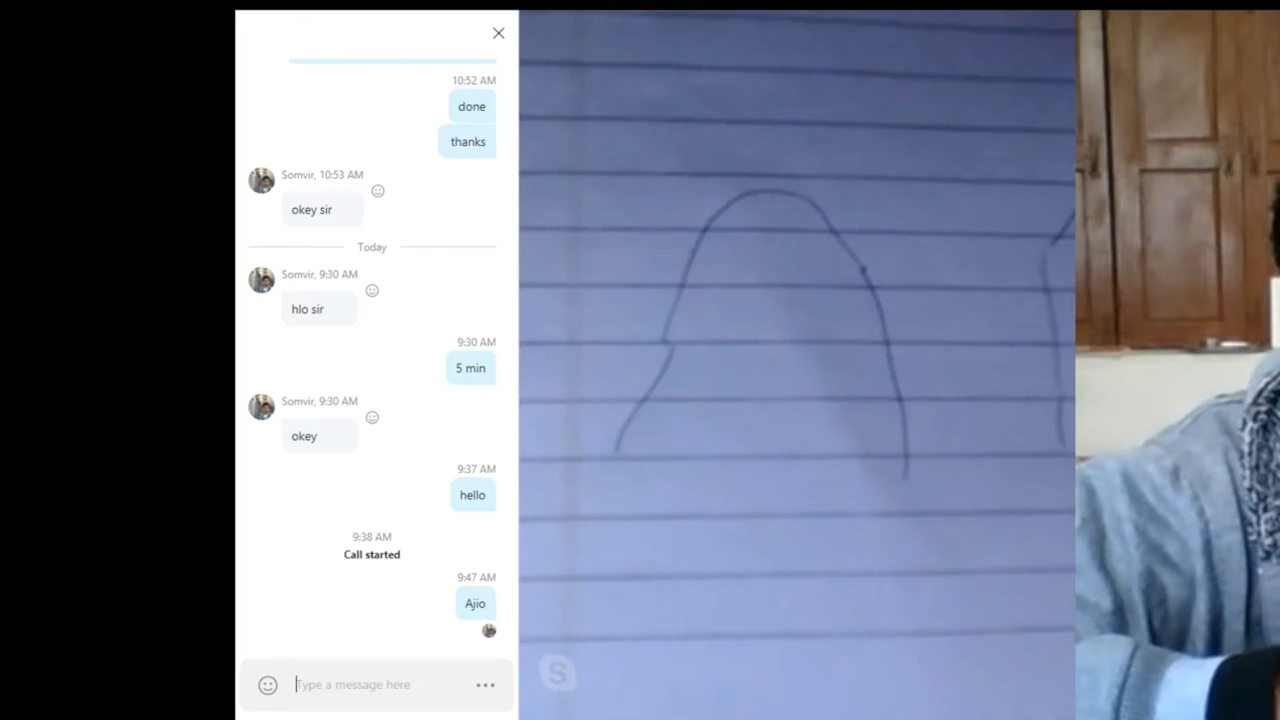 10:52 AM
done
thanks
Somvir, 10:53 AM
okey sir
Today
Somvir, 9:30 AM
hlo sir
9:30 AM
5 min
Somvir, 9:30 AM
okey
9:37 AM
hello
9:38 AM
Call started
9:47 AM
Ajio
Type a message here
S